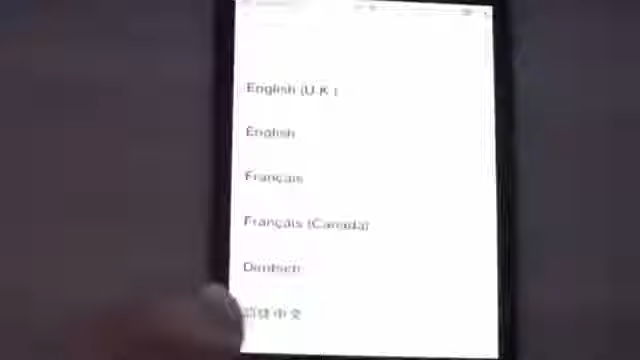 English (U.K.)
English
Français
Français (Canada)
Deutsch
简体中文